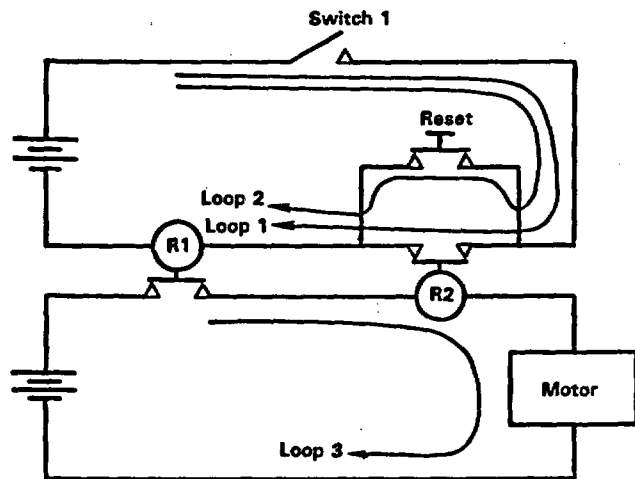 Switch 1
Reset
Loop 2
Loop 1
R1
R2
Motor
Loop 3